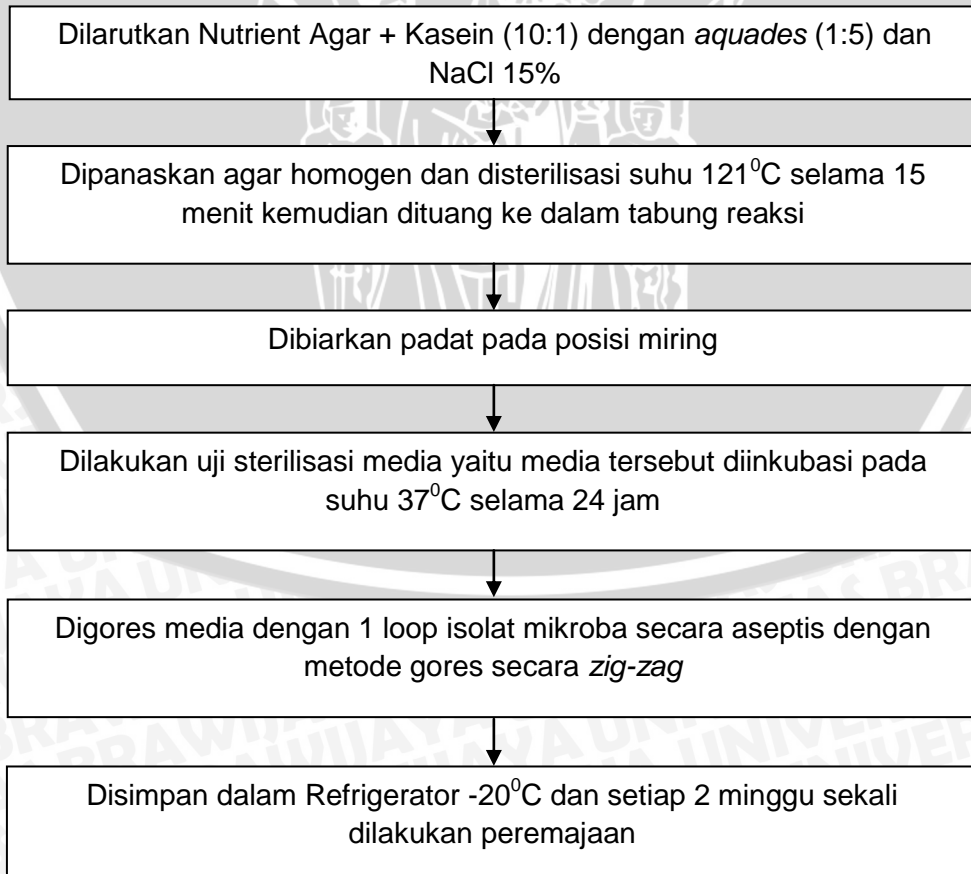 Dilarutkan Nutrient Agar + Kasein (10:1) dengan aquades (1:5) dan
NaCl 15%
Dipanaskan agar homogen dan disterilisasi suhu 121⁰C selama 15
menit kemudian dituang ke dalam tabung reaksi
Dibiarkan padat pada posisi miring
Dilakukan uji sterilisasi media yaitu media tersebut diinkubasi pada
suhu 37⁰C selama 24 jam
Digores media dengan 1 loop isolat mikroba secara aseptis dengan
metode gores secara zig-zag
Disimpan dalam Refrigerator -20⁰C dan setiap 2 minggu sekali
dilakukan peremajaan